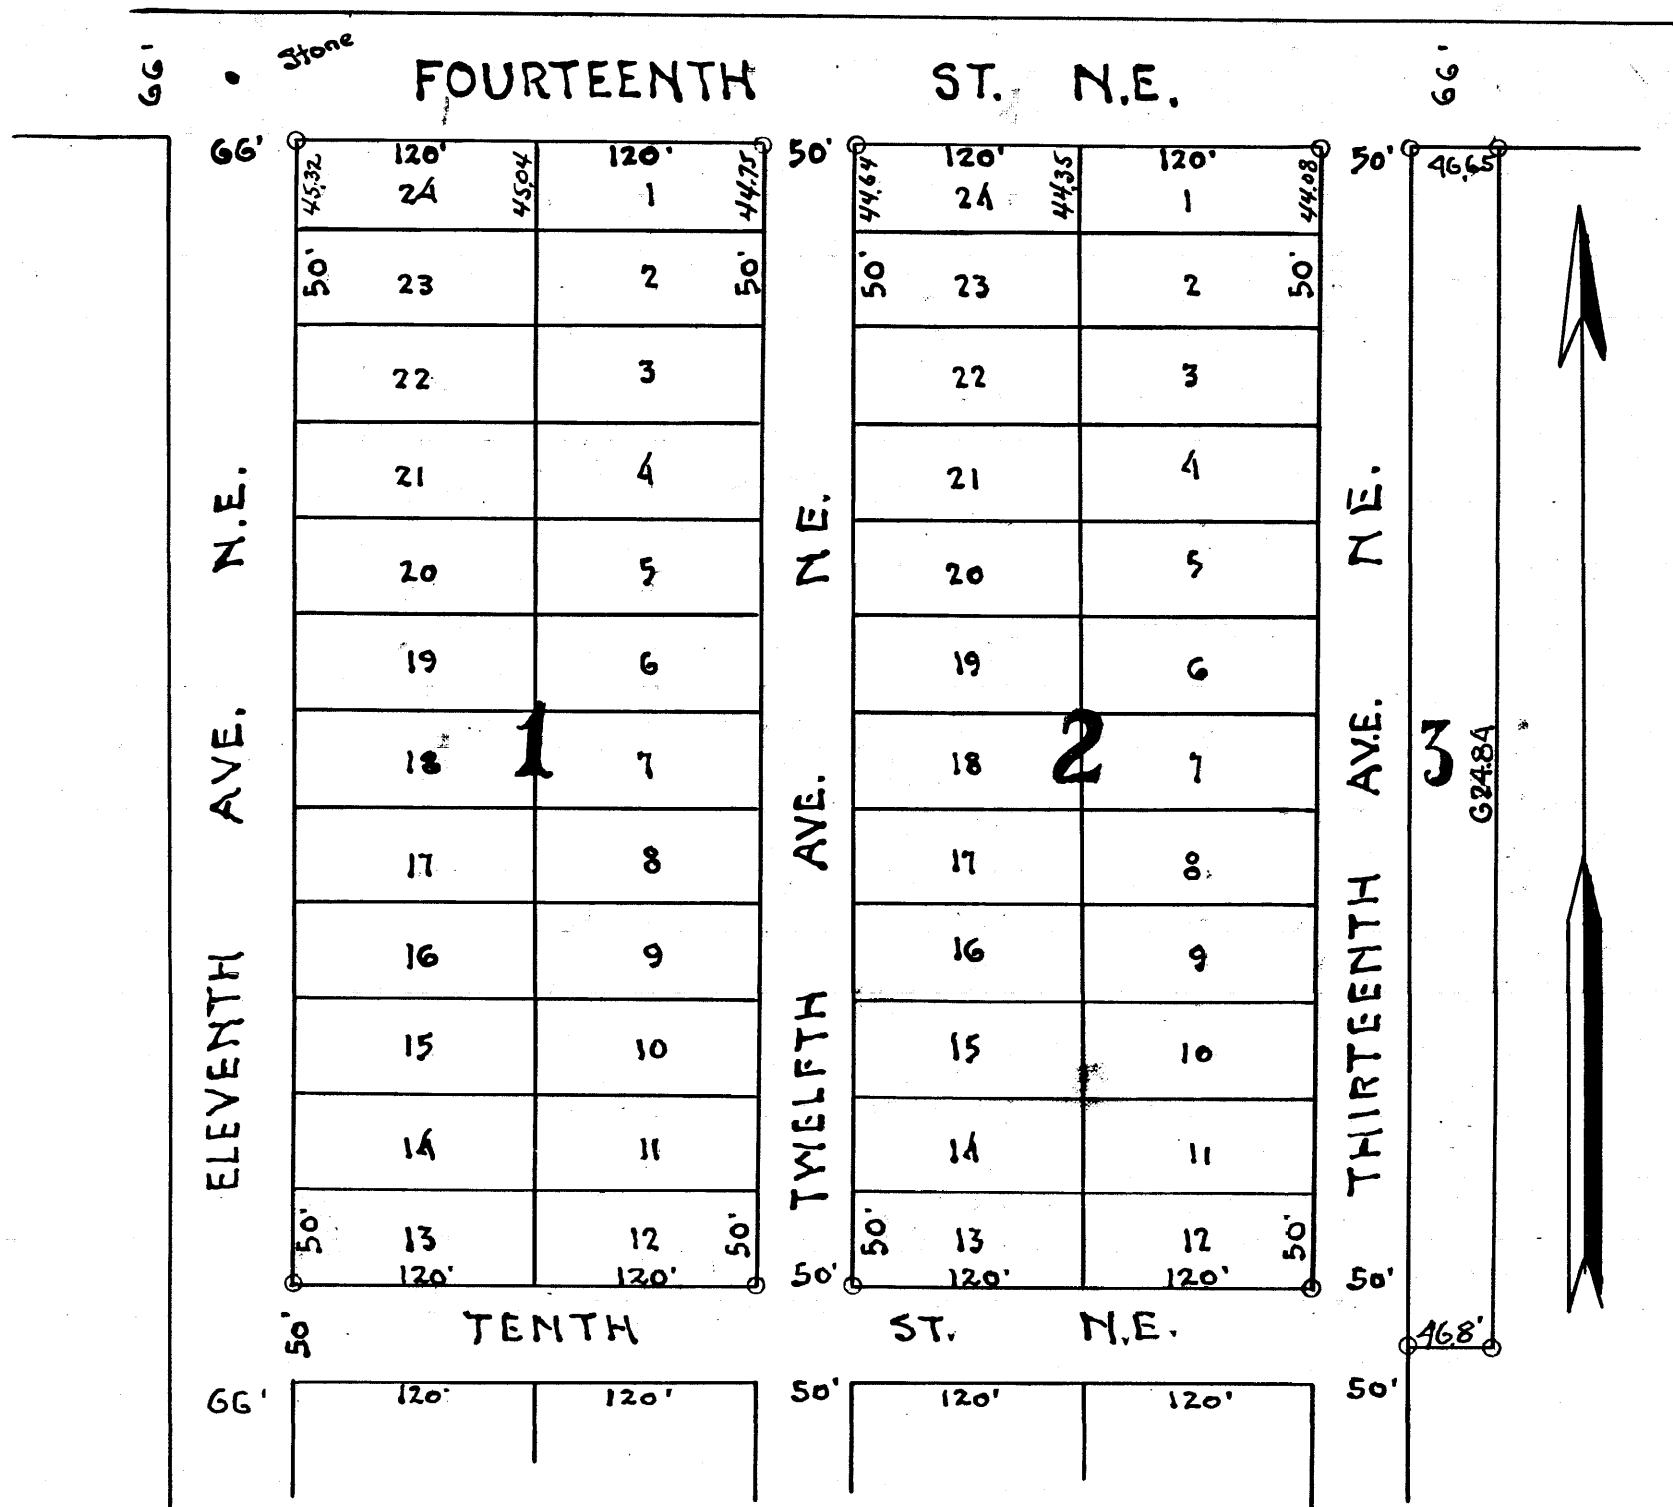 66' Stone FOURTEENTH ST. N.E. 66'
66' 120' 120' 50' 120' 120' 50' 46.65
45.32 45.04 44.75 44.64 44.35 44.08
24 1 24 1
50' 23 2 50' 50' 23 2 50'
22 3 22 3
21 4 21 4
20 5 20 5
19 6 19 6
18 1 7 18 2 7 3 624.84
17 8 17 8
16 9 16 9
15 10 15 10
14 11 14 11
50' 13 12 50' 50' 13 12 50'
120' 120' 50' 120' 120' 50'
ELEVENTH AVE. N.E.
TWELFTH AVE. N E.
THIRTEENTH AVE. N E.
50' TENTH ST. N.E. 46.8'
66' 120' 120' 50' 120' 120' 50'